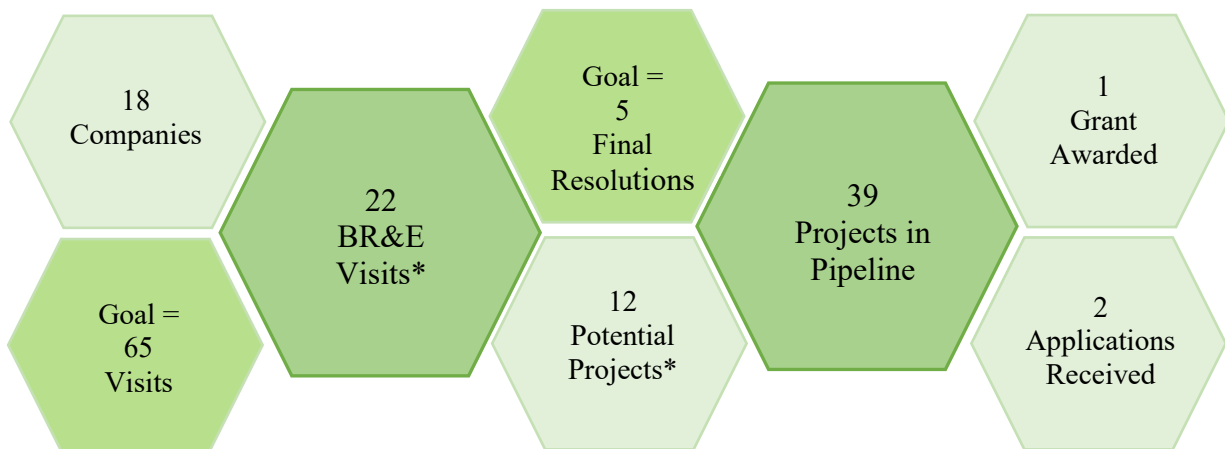 18
Companies
Goal =
65
Visits
22
BR&E
Visits*
Goal =
5
Final
Resolutions
12
Potential
Projects*
39
Projects in
Pipeline
1
Grant
Awarded
2
Applications
Received